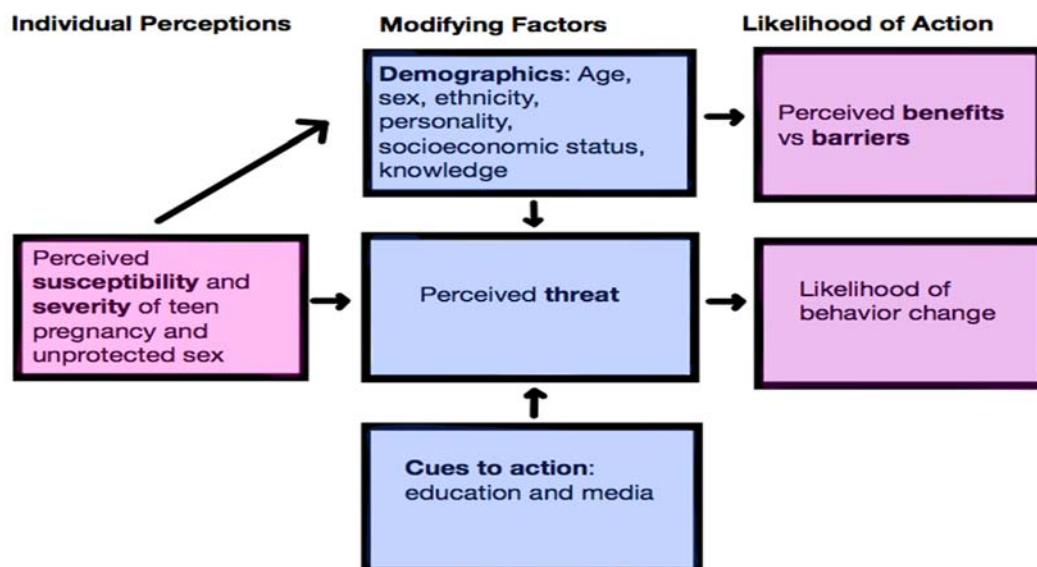 Individual Perceptions
Modifying Factors
Likelihood of Action
Demographics: Age,
sex, ethnicity,
personality,
socioeconomic status,
knowledge
Perceived benefits
vs barriers
Perceived
susceptibility and
severity of teen
pregnancy and
unprotected sex
Perceived threat
Likelihood of
behavior change
Cues to action:
education and media